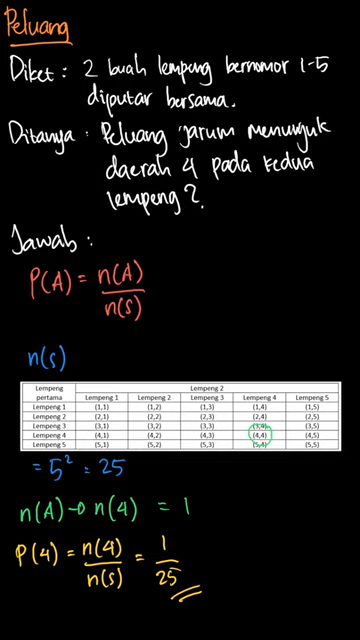 Peluang
Diket : 2 buah lempeng bernomor 1-5
diputar bersama.
Ditanya : Peluang jarum menunjuk
daerah 4 pada kedua
lempeng?
Jawab :
P(A) = n(A) / n(S)
n(S)
Lempeng pertama | Lempeng 2
Lempeng 1 | Lempeng 2 | Lempeng 3 | Lempeng 4 | Lempeng 5
Lempeng 1 | (1,1) | (1,2) | (1,3) | (1,4) | (1,5)
Lempeng 2 | (2,1) | (2,2) | (2,3) | (2,4) | (2,5)
Lempeng 3 | (3,1) | (3,2) | (3,3) | (3,4) | (3,5)
Lempeng 4 | (4,1) | (4,2) | (4,3) | (4,4) | (4,5)
Lempeng 5 | (5,1) | (5,2) | (5,3) | (5,4) | (5,5)
= 5² = 25
n(A) → n(4) = 1
P(4) = n(4) / n(S) = 1 / 25